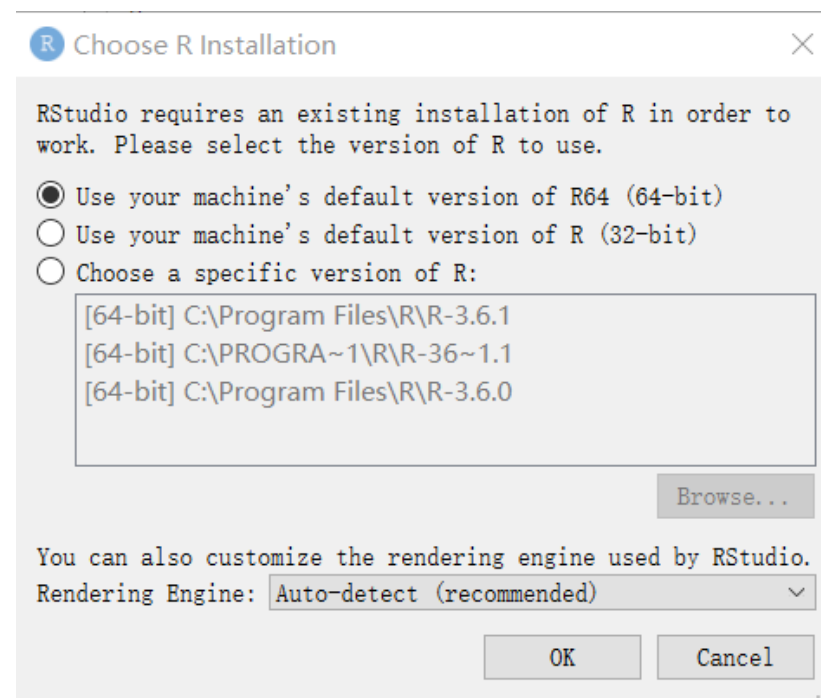 R Choose R Installation
RStudio requires an existing installation of R in order to
work. Please select the version of R to use.
Use your machine's default version of R64 (64-bit)
Use your machine's default version of R (32-bit)
Choose a specific version of R:
[64-bit] C:\Program Files\R\R-3.6.1
[64-bit] C:\PROGRA~1\R\R-36~1.1
[64-bit] C:\Program Files\R\R-3.6.0
Browse...
You can also customize the rendering engine used by RStudio.
Rendering Engine: Auto-detect (recommended)
OK Cancel